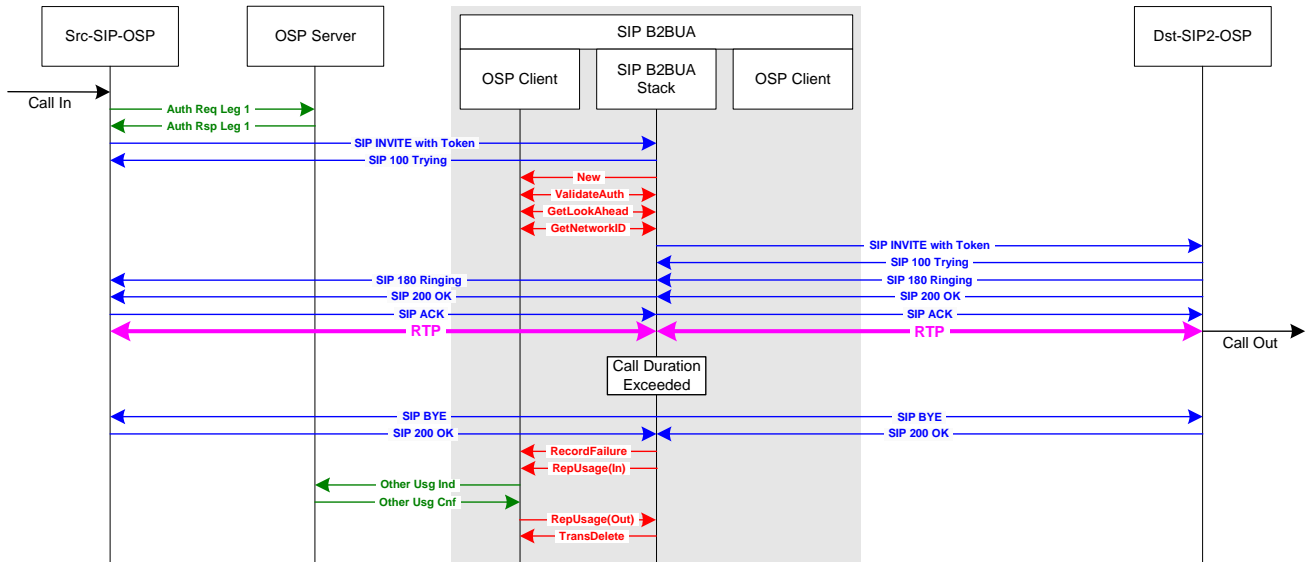 Src-SIP-OSP
OSP Server
SIP B2BUA
Dst-SIP2-OSP
OSP Client
SIP B2BUA
Stack
OSP Client
Call In
Auth Req Leg 1
Auth Rsp Leg 1
SIP INVITE with Token
SIP 100 Trying
New
ValidateAuth
GetLookAhead
GetNetworkID
SIP INVITE with Token
SIP 100 Trying
SIP 180 Ringing
SIP 180 Ringing
SIP 200 OK
SIP 200 OK
SIP ACK
SIP ACK
RTP
RTP
Call Out
Call Duration
Exceeded
SIP BYE
SIP BYE
SIP 200 OK
SIP 200 OK
RecordFailure
RepUsage(In)
Other Usg Ind
Other Usg Cnf
RepUsage(Out)
TransDelete